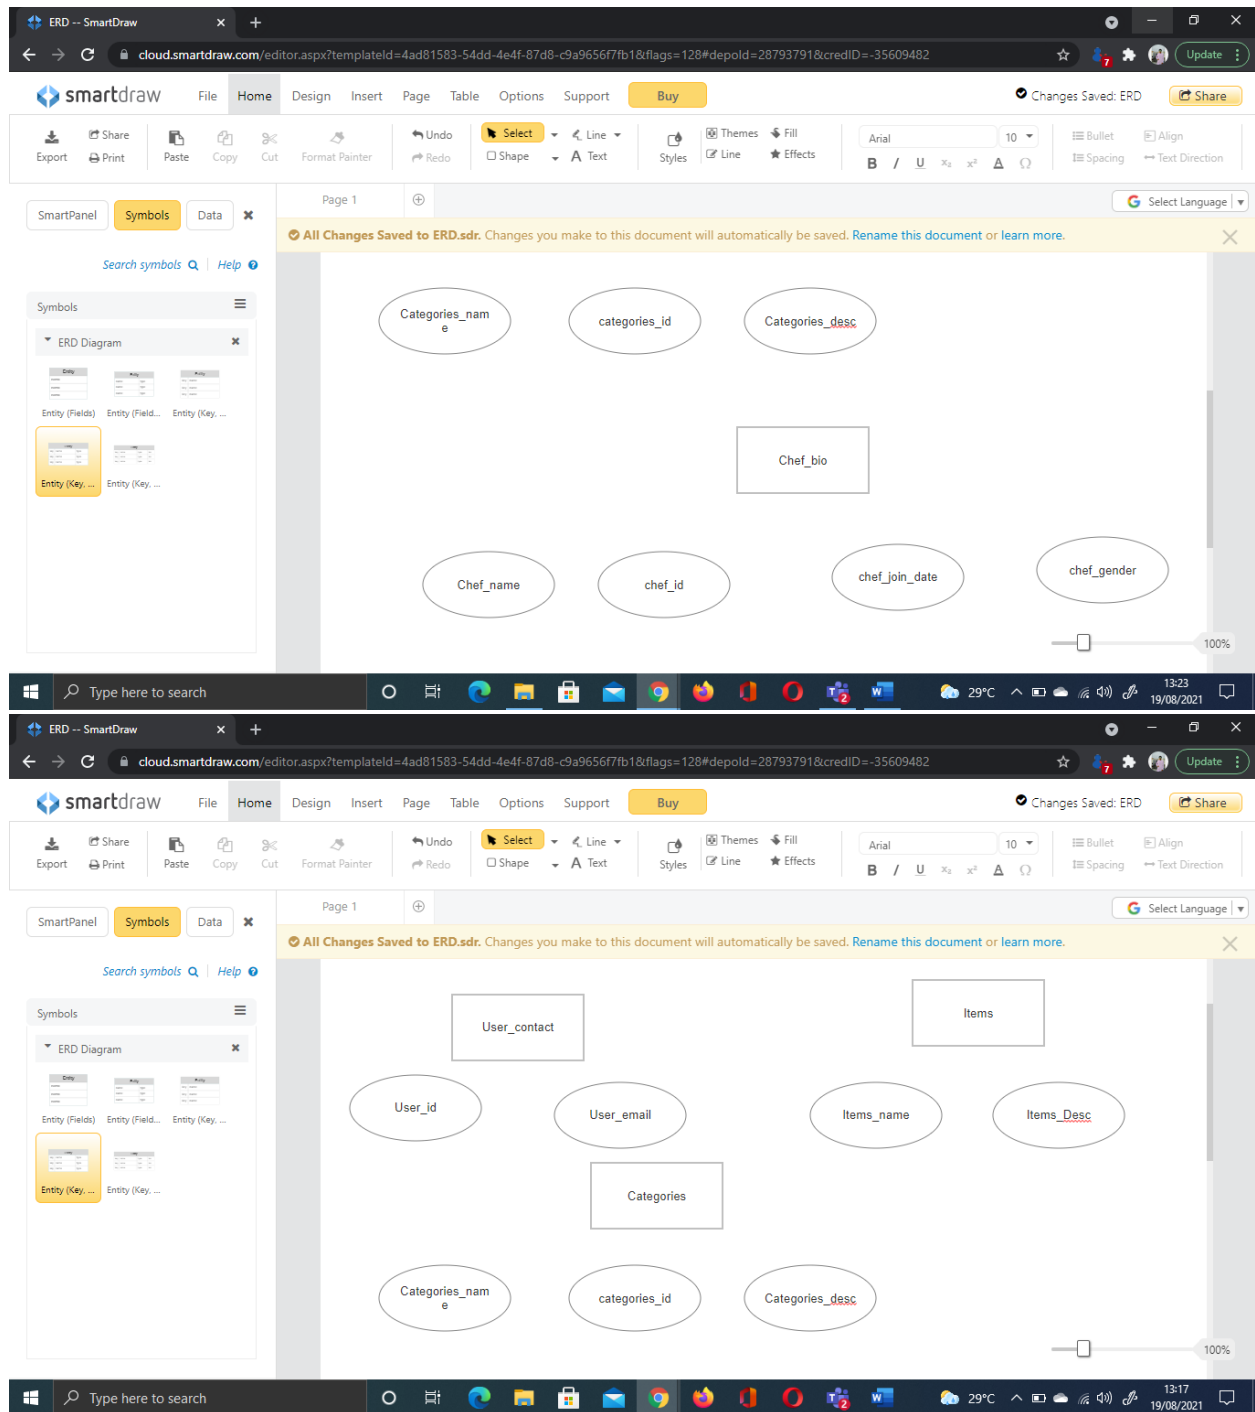 ERD -- SmartDraw
cloud.smartdraw.com/editor.aspx?templateId=4ad81583-54dd-4e4f-87d8-c9a9656f7fb1&flags=128#depoId=28793791&credID=-35609482
7
Update
smartdraw File Home Design Insert Page Table Options Support Buy Changes Saved: ERD Share
Export Share Print Paste Copy Cut Format Painter Undo Redo Select Shape Line A Text Styles Themes Line Fill Effects Arial 10 B I U x₂ x² A Ω Bullet Spacing Align Text Direction
SmartPanel Symbols Data
Page 1
G Select Language
All Changes Saved to ERD.sdr. Changes you make to this document will automatically be saved. Rename this document or learn more.
Search symbols Help
Symbols
ERD Diagram
Entity
Entity (Fields) Entity (Field... Entity (Key, ...
Entity (Key, ... Entity (Key, ...
Categories_nam
e
categories_id
Categories_desc
Chef_bio
Chef_name
chef_id
chef_join_date
chef_gender
100%
Type here to search
2
W
29°C
13:23
19/08/2021
ERD -- SmartDraw
cloud.smartdraw.com/editor.aspx?templateId=4ad81583-54dd-4e4f-87d8-c9a9656f7fb1&flags=128#depoId=28793791&credID=-35609482
7
Update
smartdraw File Home Design Insert Page Table Options Support Buy Changes Saved: ERD Share
Export Share Print Paste Copy Cut Format Painter Undo Redo Select Shape Line A Text Styles Themes Line Fill Effects Arial 10 B I U x₂ x² A Ω Bullet Spacing Align Text Direction
SmartPanel Symbols Data
Page 1
G Select Language
All Changes Saved to ERD.sdr. Changes you make to this document will automatically be saved. Rename this document or learn more.
Search symbols Help
Symbols
ERD Diagram
Entity
Entity (Fields) Entity (Field... Entity (Key, ...
Entity (Key, ... Entity (Key, ...
User_contact
Items
User_id
User_email
Items_name
Items_Desc
Categories
Categories_nam
e
categories_id
Categories_desc
100%
Type here to search
2
W
29°C
13:17
19/08/2021